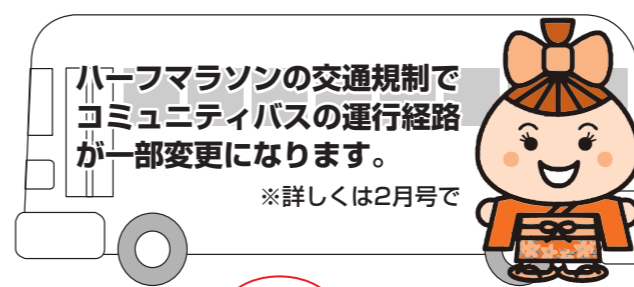 ハーフマラソンの交通規制で
コミュニティバスの運行経路
が一部変更になります。
※詳しくは2月号で